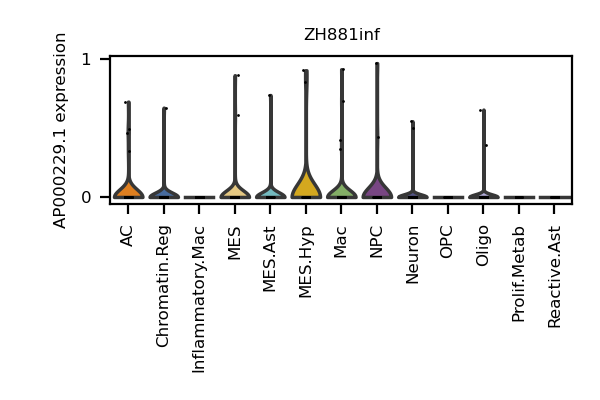 ZH881inf
AP000229.1 expression
1
0
AC
Chromatin.Reg
Inflammatory.Mac
MES
MES.Ast
MES.Hyp
Mac
NPC
Neuron
OPC
Oligo
Prolif.Metab
Reactive.Ast